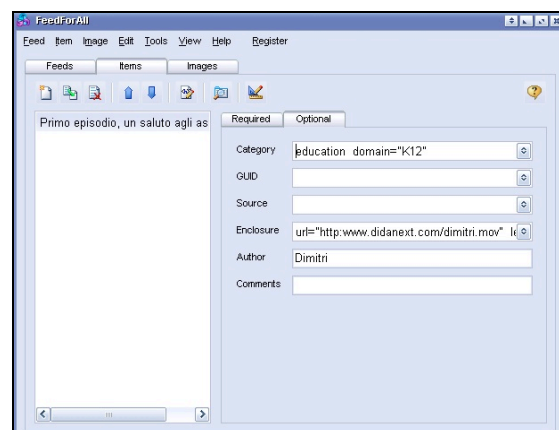 FeedForAll
Feed Item Image Edit Tools View Help Register
Feeds Items Images
Primo episodio, un saluto agli as
Required Optional
Category education domain="K12"
GUID
Source
Enclosure url="http:www.didanext.com/dimitri.mov" le
Author Dimitri
Comments